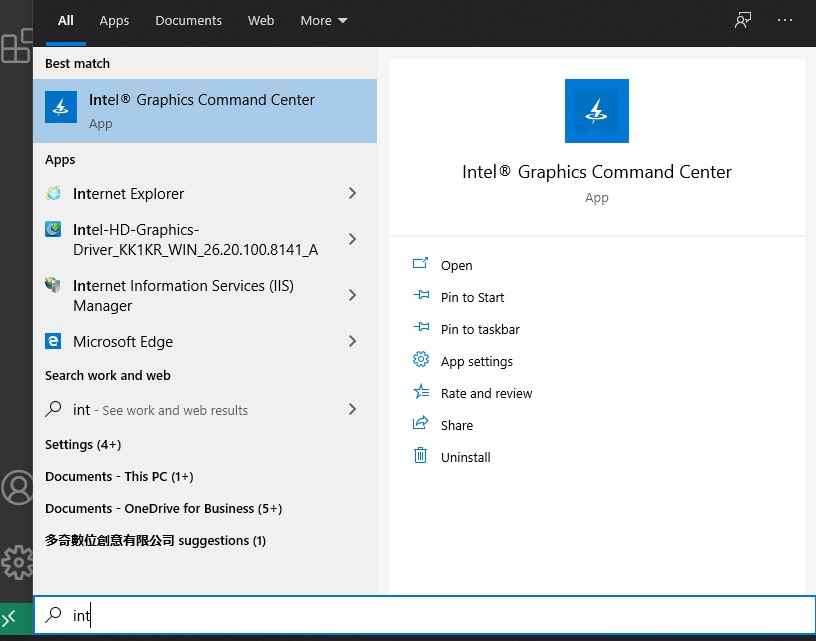 All Apps Documents Web More
Best match
Intel® Graphics Command Center
App
Apps
Internet Explorer
Intel-HD-Graphics-
Driver_KK1KR_WIN_26.20.100.8141_A
Internet Information Services (IIS)
Manager
Microsoft Edge
Search work and web
int - See work and web results
Settings (4+)
Documents - This PC (1+)
Documents - OneDrive for Business (5+)
多奇數位創意有限公司 suggestions (1)
Intel® Graphics Command Center
App
Open
Pin to Start
Pin to taskbar
App settings
Rate and review
Share
Uninstall
int